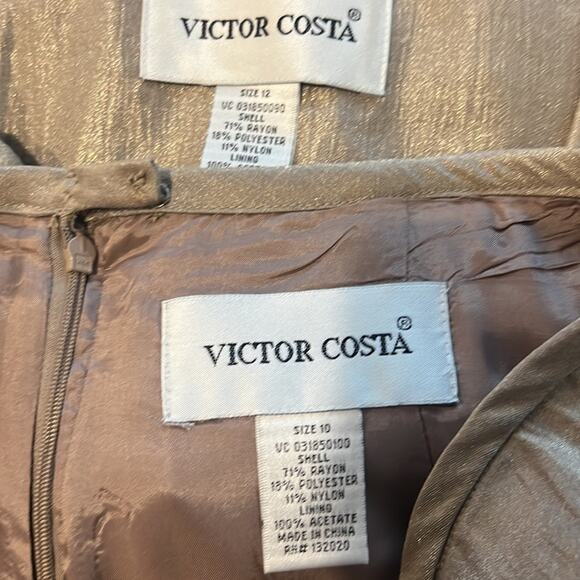 VICTOR COSTA®
SIZE 12
VC 031850090
SHELL
71% RAYON
18% POLYESTER
11% NYLON
LINING
VICTOR COSTA®
SIZE 10
VC 031850100
SHELL
71% RAYON
18% POLYESTER
11% NYLON
LINING
100% ACETATE
MADE IN CHINA
RN# 132020